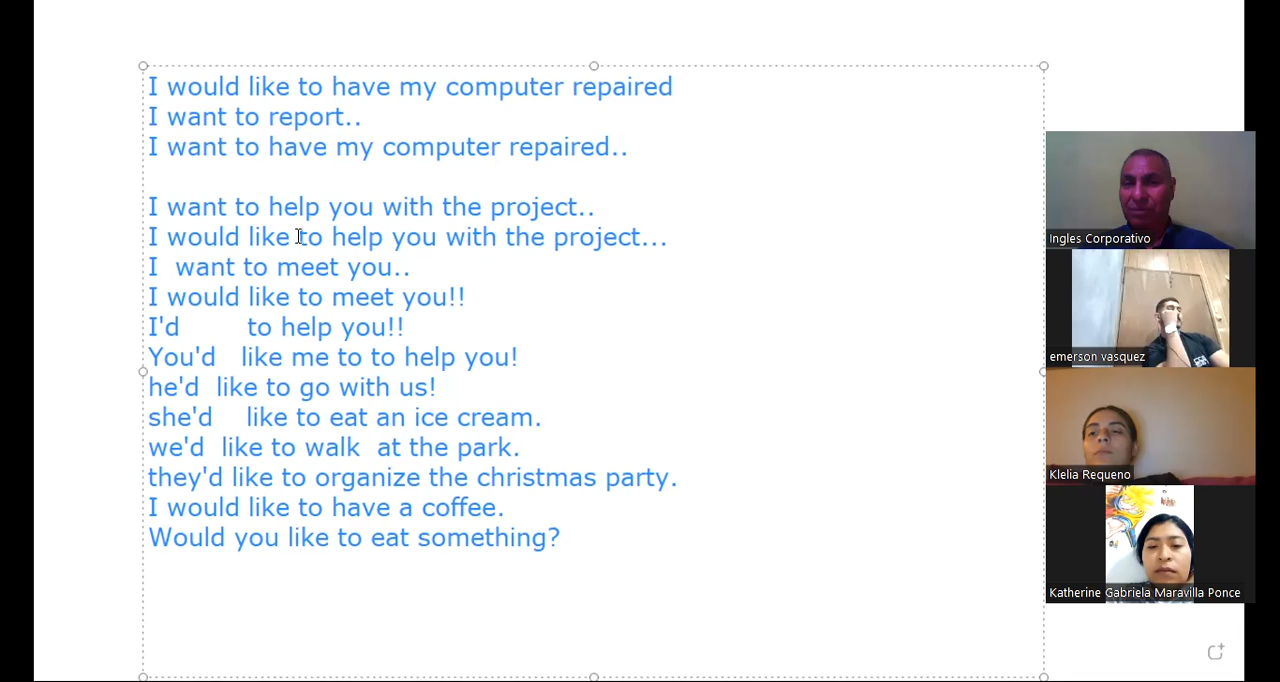 I would like to have my computer repaired
I want to report..
I want to have my computer repaired..
I want to help you with the project..
I would like to help you with the project...
I want to meet you..
I would like to meet you!!
I'd to help you!!
You'd like me to to help you!
he'd like to go with us!
she'd like to eat an ice cream.
we'd like to walk at the park.
they'd like to organize the christmas party.
I would like to have a coffee.
Would you like to eat something?
Ingles Corporativo
emerson vasquez
Klelia Requeno
Katherine Gabriela Maravilla Ponce